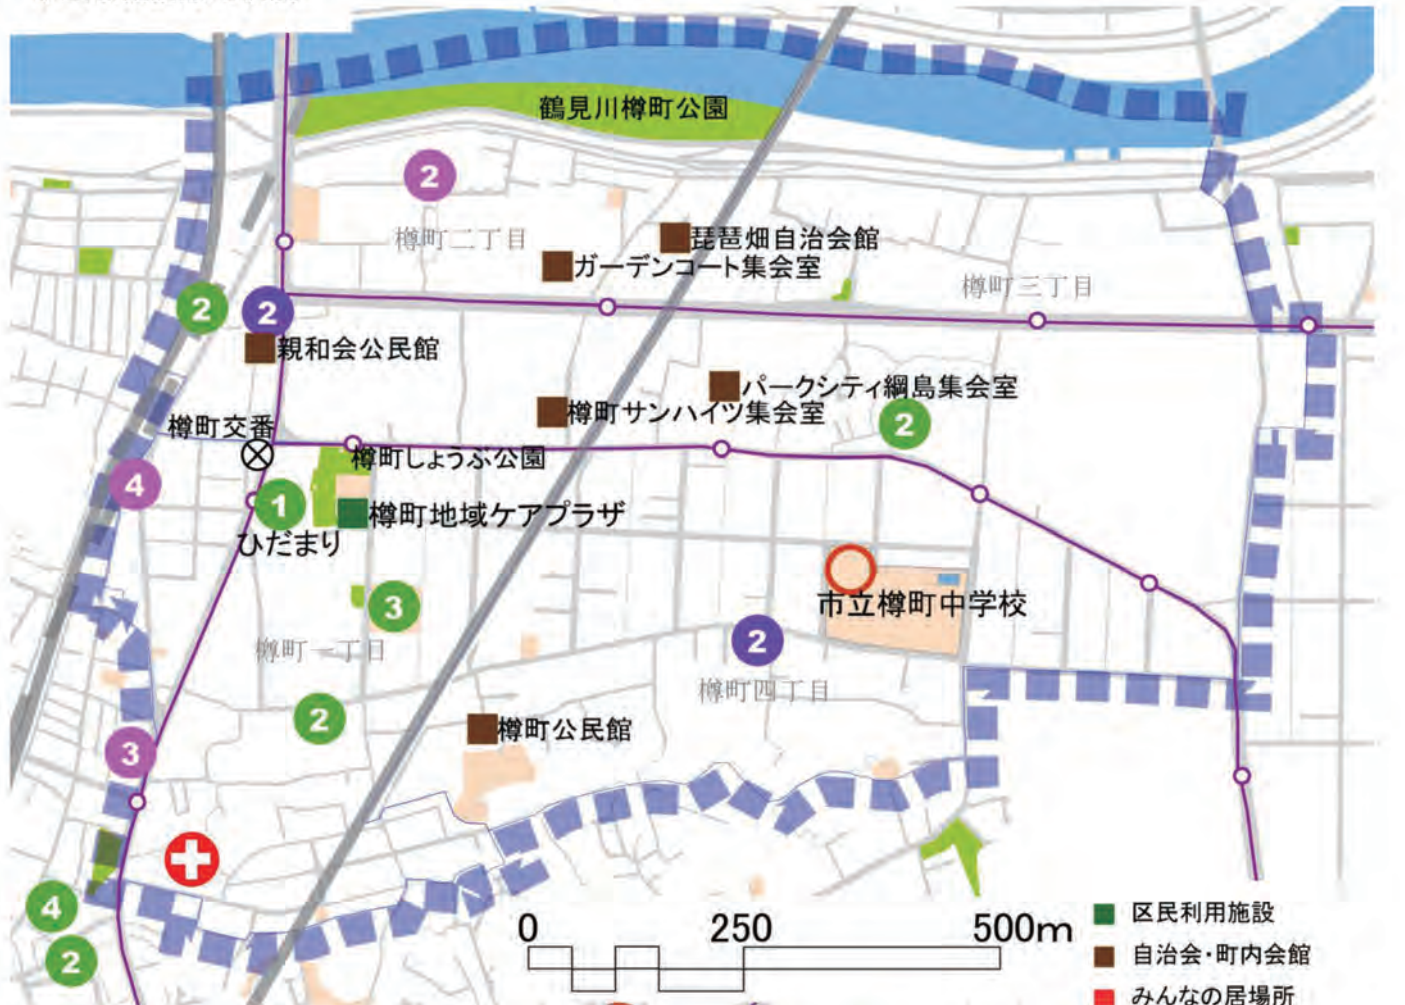 鶴見川樽町公園
2
樽町二丁目
琵琶畑自治会館
ガーデンコート集会室
樽町三丁目
2
2
親和会公民館
パークシティ綱島集会室
樽町サンハイツ集会室
2
樽町交番
樽町しょうぶ公園
4
1
樽町地域ケアプラザ
ひだまり
市立樽町中学校
3
2
樽町一丁目
樽町四丁目
2
樽町公民館
3
4
2
0 250 500m
区民利用施設
自治会・町内会館
みんなの居場所